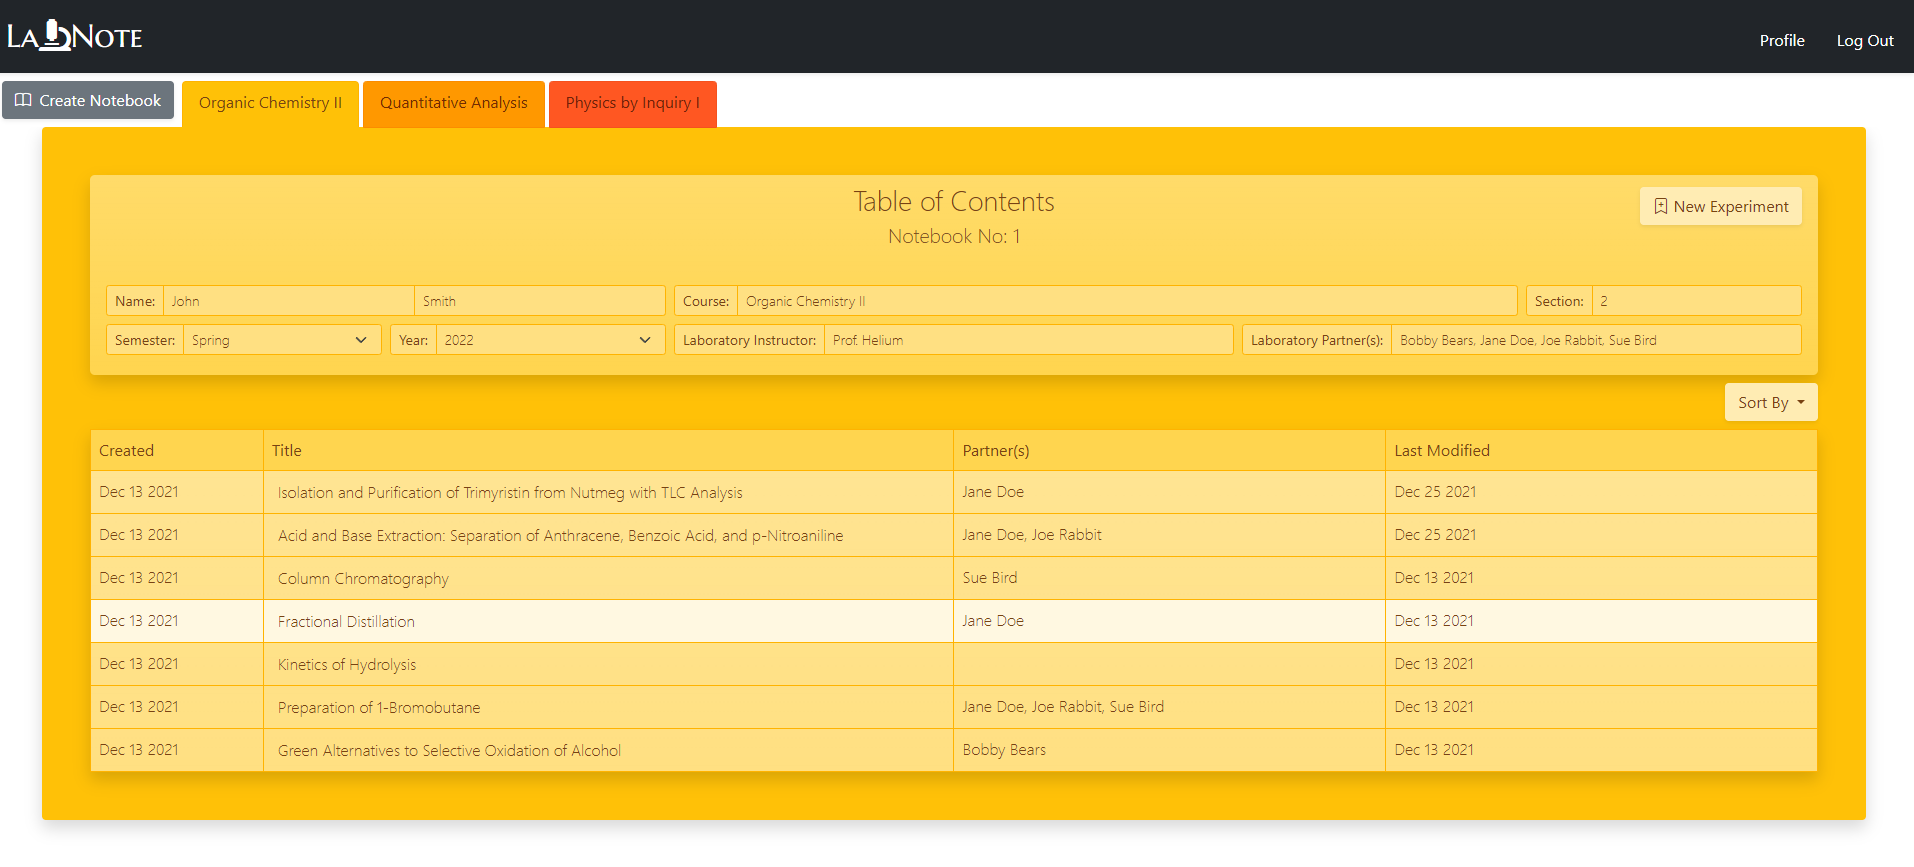 LabNote
Profile Log Out
Create Notebook Organic Chemistry II Quantitative Analysis Physics by Inquiry I
Table of Contents
New Experiment
Notebook No: 1
Name: John Smith Course: Organic Chemistry II Section: 2
Semester: Spring Year: 2022 Laboratory Instructor: Prof. Helium Laboratory Partner(s): Bobby Bears, Jane Doe, Joe Rabbit, Sue Bird
Sort By
Created Title Partner(s) Last Modified
Dec 13 2021 Isolation and Purification of Trimyristin from Nutmeg with TLC Analysis Jane Doe Dec 25 2021
Dec 13 2021 Acid and Base Extraction: Separation of Anthracene, Benzoic Acid, and p-Nitroaniline Jane Doe, Joe Rabbit Dec 25 2021
Dec 13 2021 Column Chromatography Sue Bird Dec 13 2021
Dec 13 2021 Fractional Distillation Jane Doe Dec 13 2021
Dec 13 2021 Kinetics of Hydrolysis Dec 13 2021
Dec 13 2021 Preparation of 1-Bromobutane Jane Doe, Joe Rabbit, Sue Bird Dec 13 2021
Dec 13 2021 Green Alternatives to Selective Oxidation of Alcohol Bobby Bears Dec 13 2021